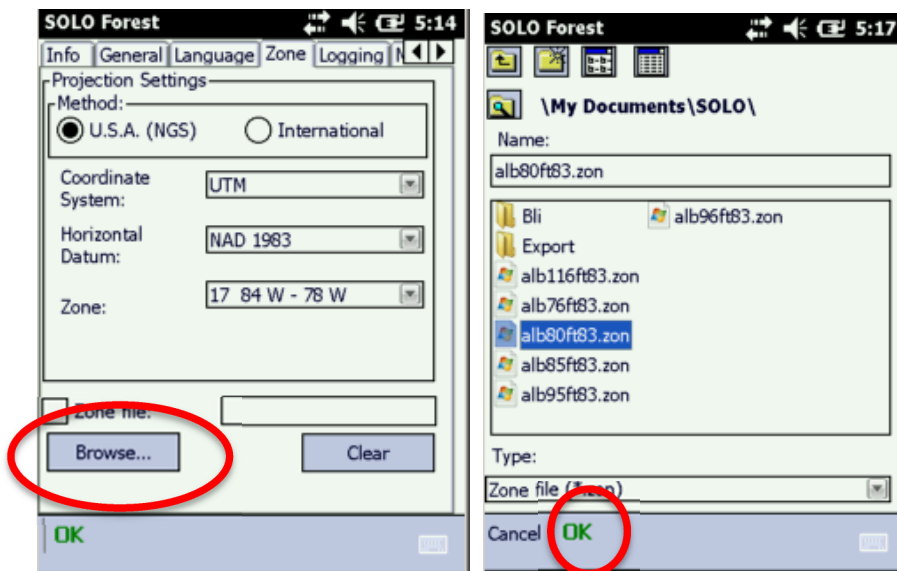 SOLO Forest 5:14
Info General Language Zone Logging
Projection Settings
Method:
U.S.A. (NGS) International
Coordinate System: UTM
Horizontal Datum: NAD 1983
Zone: 17 84 W - 78 W
Zone file:
Browse... Clear
OK
SOLO Forest 5:17
\My Documents\SOLO\
Name:
alb80ft83.zon
Bli alb96ft83.zon
Export
alb116ft83.zon
alb76ft83.zon
alb80ft83.zon
alb85ft83.zon
alb95ft83.zon
Type:
Zone file (*.zon)
Cancel OK